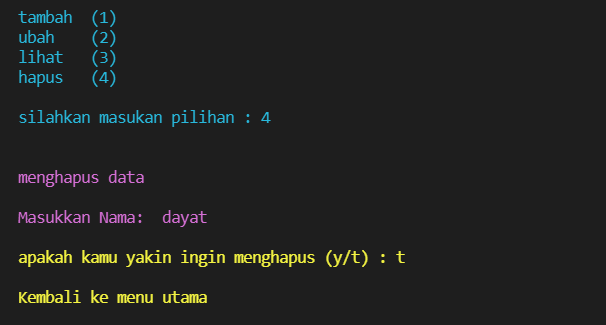 tambah  (1)
ubah    (2)
lihat   (3)
hapus   (4)
silahkan masukan pilihan : 4
menghapus data
Masukkan Nama:  dayat
apakah kamu yakin ingin menghapus (y/t) : t
Kembali ke menu utama